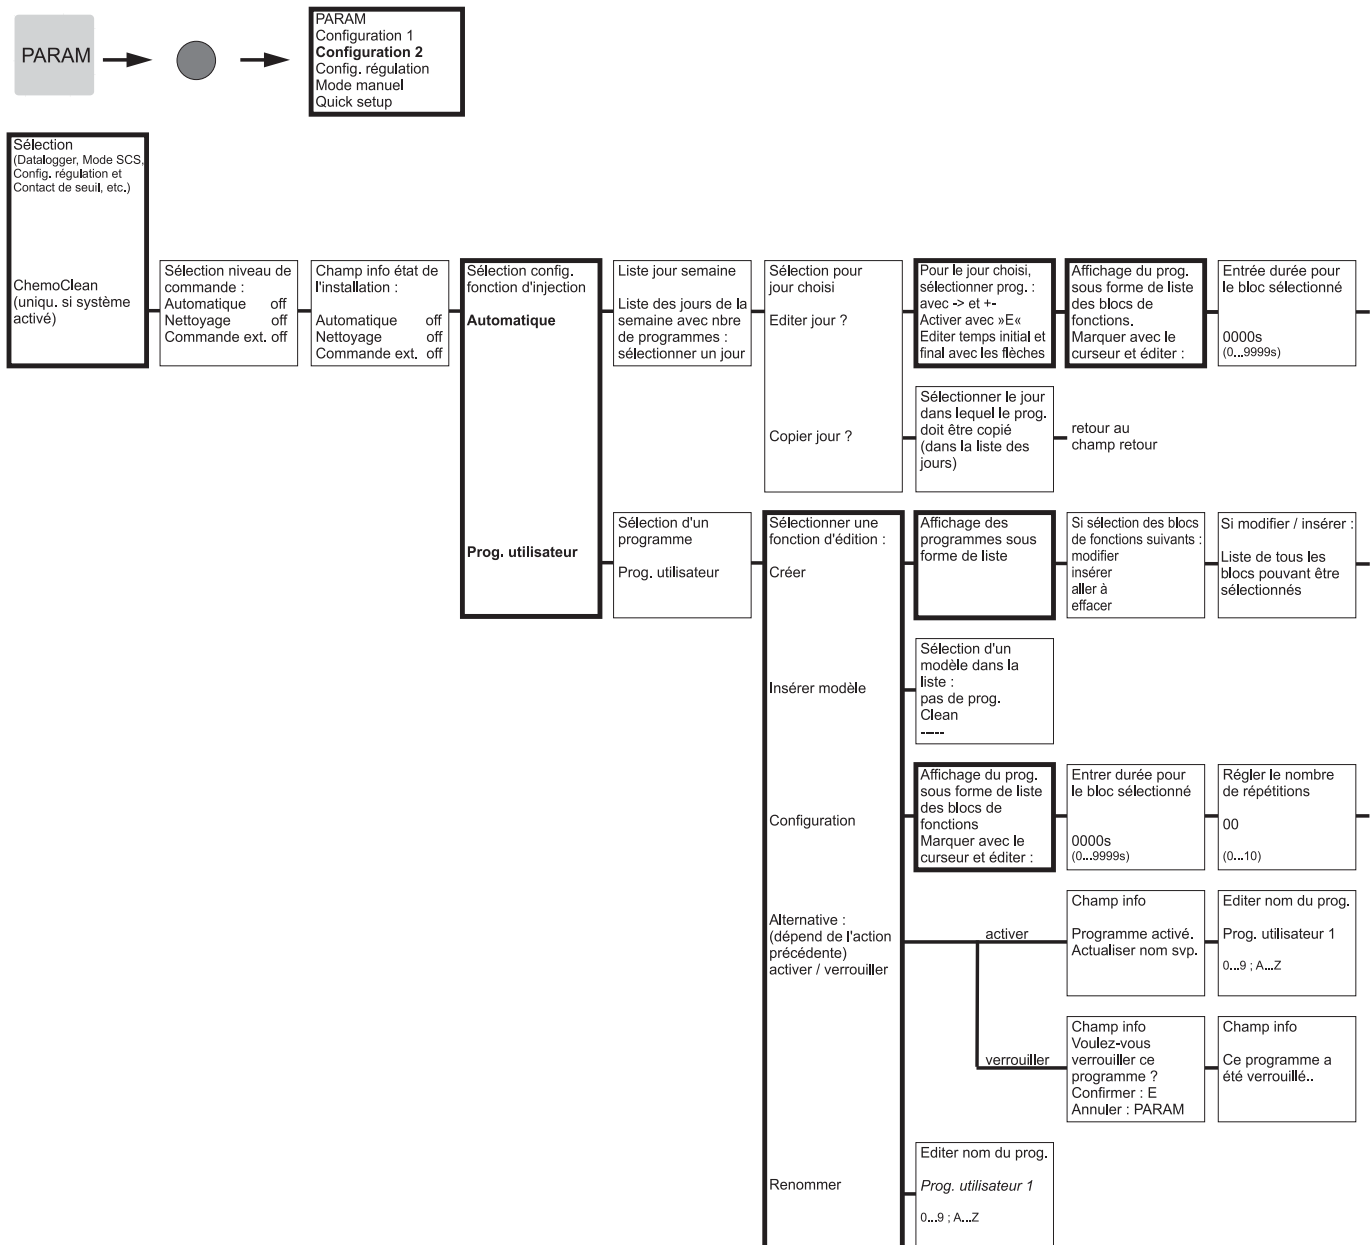 PARAM
PARAM
Configuration 1
Configuration 2
Config. régulation
Mode manuel
Quick setup
Sélection
(Datalogger, Mode SCS,
Config. régulation et
Contact de seuil, etc.)
ChemoClean
(uniqu. si système
activé)
Sélection niveau de
commande :
Automatique off
Nettoyage off
Commande ext. off
Champ info état de
l'installation :
Automatique off
Nettoyage off
Commande ext. off
Sélection config.
fonction d'injection
Automatique
Liste jour semaine
Liste des jours de la
semaine avec nbre
de programmes :
sélectionner un jour
Sélection pour
jour choisi
Editer jour ?
Pour le jour choisi,
sélectionner prog. :
avec -> et +-
Activer avec »E«
Editer temps initial et
final avec les flèches
Affichage du prog.
sous forme de liste
des blocs de
fonctions.
Marquer avec le
curseur et éditer :
Entrée durée pour
le bloc sélectionné
0000s
(0...9999s)
Copier jour ?
Sélectionner le jour
dans lequel le prog.
doit être copié
(dans la liste des
jours)
retour au
champ retour
Prog. utilisateur
Sélection d'un
programme
Prog. utilisateur
Sélectionner une
fonction d'édition :
Créer
Affichage des
programmes sous
forme de liste
Si sélection des blocs
de fonctions suivants :
modifier
insérer
aller à
effacer
Si modifier / insérer :
Liste de tous les
blocs pouvant être
sélectionnés
Insérer modèle
Sélection d'un
modèle dans la
liste :
pas de prog.
Clean
-----
Configuration
Affichage du prog.
sous forme de liste
des blocs de
fonctions
Marquer avec le
curseur et éditer :
Entrer durée pour
le bloc sélectionné
0000s
(0...9999s)
Régler le nombre
de répétitions
00
(0...10)
Alternative :
(dépend de l'action
précédente)
activer / verrouiller
activer
Champ info
Programme activé.
Actualiser nom svp.
Editer nom du prog.
Prog. utilisateur 1
0...9 ; A...Z
verrouiller
Champ info
Voulez-vous
verrouiller ce
programme ?
Confirmer : E
Annuler : PARAM
Champ info
Ce programme a
été verrouillé..
Renommer
Editer nom du prog.
Prog. utilisateur 1
0...9 ; A...Z